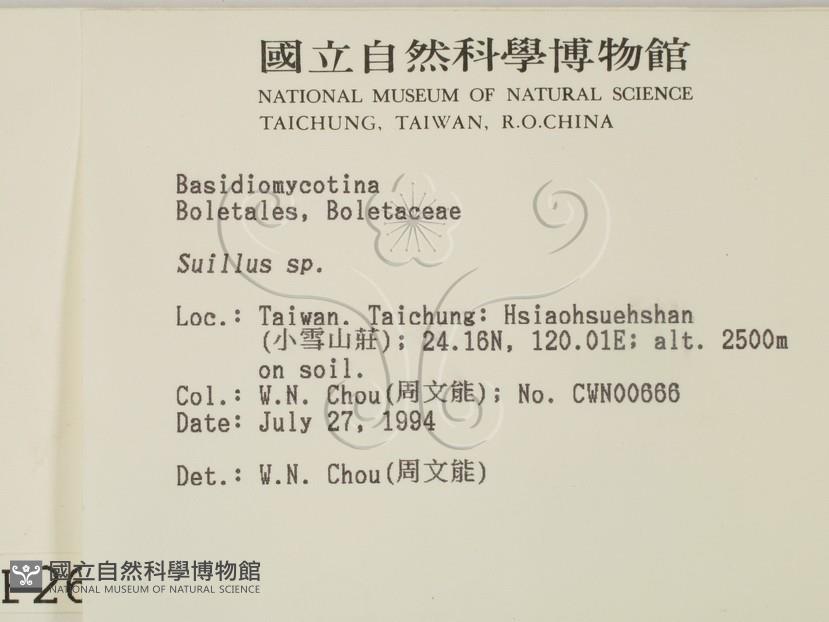 國立自然科學博物館
NATIONAL MUSEUM OF NATURAL SCIENCE
TAICHUNG, TAIWAN, R.O.CHINA
Basidiomycotina
Boletales, Boletaceae
Suillus sp.
Loc.: Taiwan. Taichung: Hsiaohsuehshan
(小雪山莊); 24.16N, 120.01E; alt. 2500m
on soil.
Col.: W.N. Chou(周文能); No. CWN00666
Date: July 27, 1994
Det.: W.N. Chou(周文能)
國立自然科學博物館
NATIONAL MUSEUM OF NATURAL SCIENCE